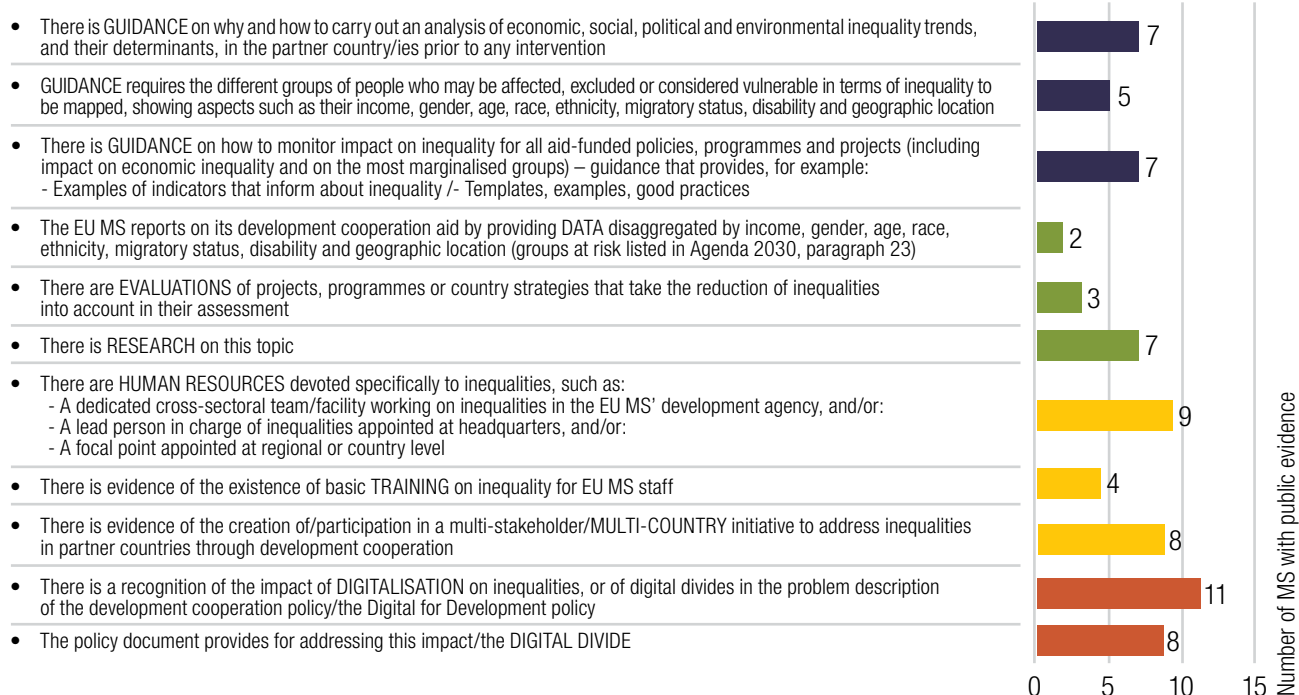 • There is GUIDANCE on why and how to carry out an analysis of economic, social, political and environmental inequality trends,
and their determinants, in the partner country/ies prior to any intervention
7
• GUIDANCE requires the different groups of people who may be affected, excluded or considered vulnerable in terms of inequality to
be mapped, showing aspects such as their income, gender, age, race, ethnicity, migratory status, disability and geographic location
5
• There is GUIDANCE on how to monitor impact on inequality for all aid-funded policies, programmes and projects (including
impact on economic inequality and on the most marginalised groups) – guidance that provides, for example:
- Examples of indicators that inform about inequality /- Templates, examples, good practices
7
• The EU MS reports on its development cooperation aid by providing DATA disaggregated by income, gender, age, race,
ethnicity, migratory status, disability and geographic location (groups at risk listed in Agenda 2030, paragraph 23)
2
• There are EVALUATIONS of projects, programmes or country strategies that take the reduction of inequalities
into account in their assessment
3
• There is RESEARCH on this topic
7
• There are HUMAN RESOURCES devoted specifically to inequalities, such as:
- A dedicated cross-sectoral team/facility working on inequalities in the EU MS' development agency, and/or:
- A lead person in charge of inequalities appointed at headquarters, and/or:
- A focal point appointed at regional or country level
9
• There is evidence of the existence of basic TRAINING on inequality for EU MS staff
4
• There is evidence of the creation of/participation in a multi-stakeholder/MULTI-COUNTRY initiative to address inequalities
in partner countries through development cooperation
8
• There is a recognition of the impact of DIGITALISATION on inequalities, or of digital divides in the problem description
of the development cooperation policy/the Digital for Development policy
11
• The policy document provides for addressing this impact/the DIGITAL DIVIDE
8
0 5 10 15
Number of MS with public evidence